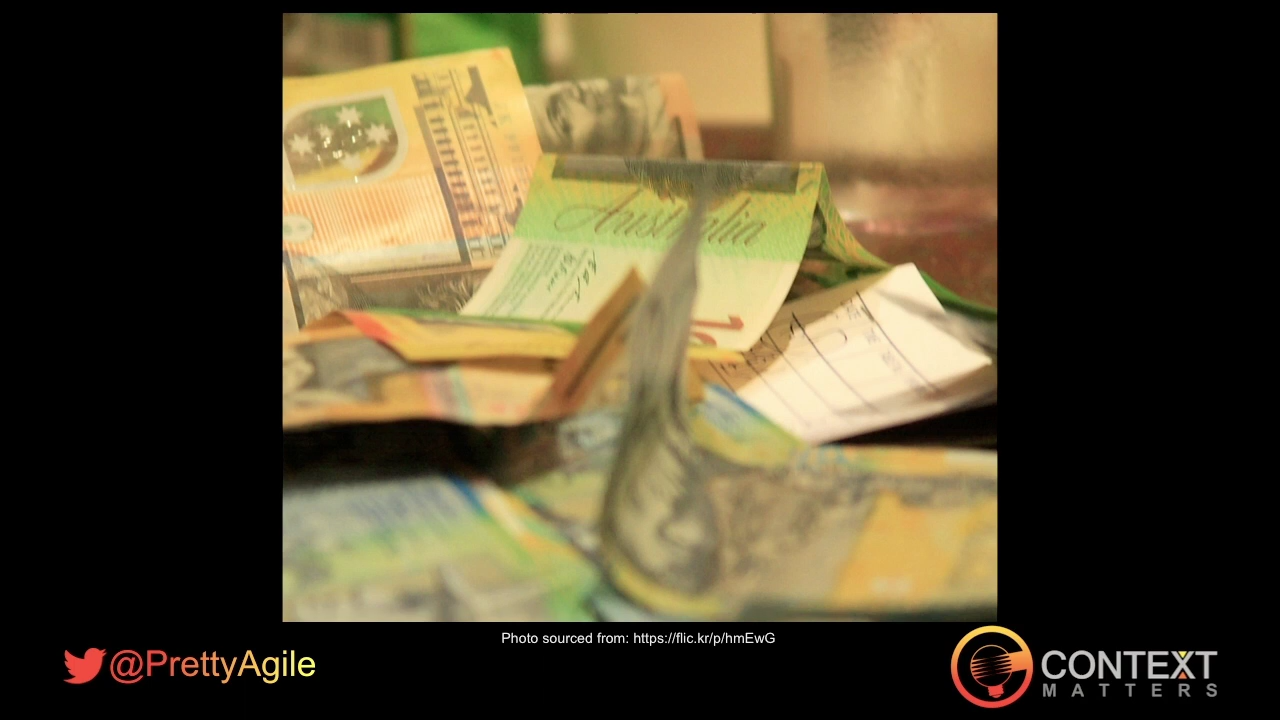 Australia
Photo sourced from: https://flic.kr/p/hmEwG
@PrettyAgile
CONTEXT
MATTERS